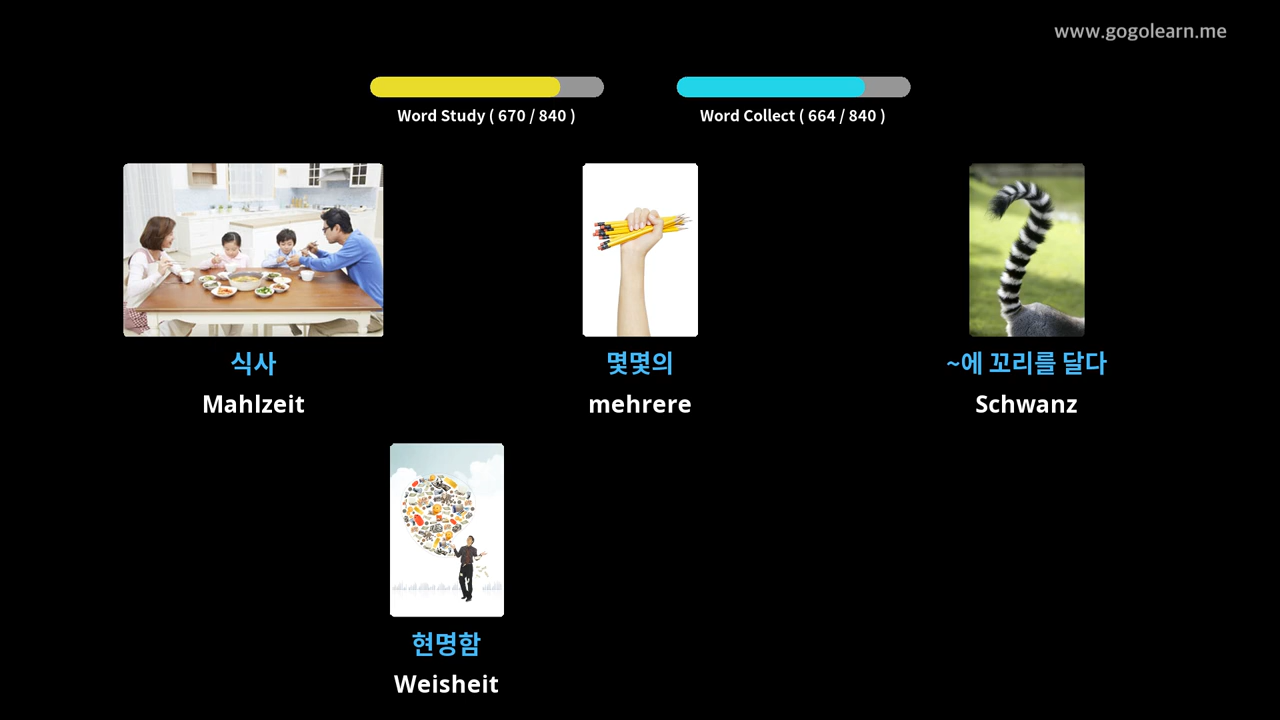 www.gogolearn.me
Word Study ( 670 / 840 )
Word Collect ( 664 / 840 )
식사
Mahlzeit
몇몇의
mehrere
~에 꼬리를 달다
Schwanz
현명함
Weisheit